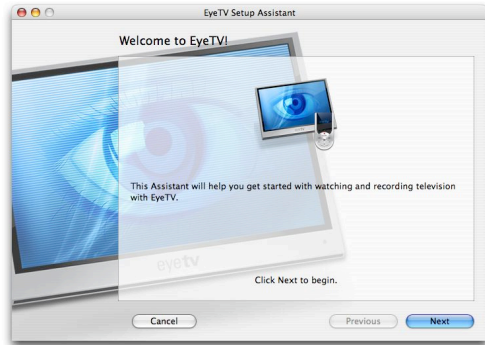 EyeTV Setup Assistant
Welcome to EyeTV!
This Assistant will help you get started with watching and recording television
with EyeTV.
eyetv
Click Next to begin.
Cancel
Previous
Next